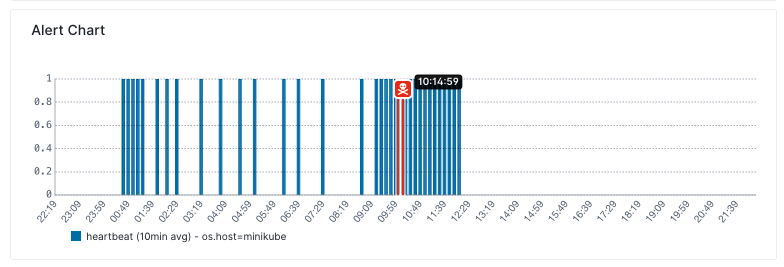 Alert Chart
10:14:59
1
0.8
0.6
0.4
0.2
0
22:19 23:09 23:59 00:49 01:39 02:29 03:19 04:09 04:59 05:49 06:39 07:29 08:19 09:09 09:59 10:49 11:39 12:29 13:19 14:09 14:59 15:49 16:39 17:29 18:19 19:09 19:59 20:49 21:39
heartbeat (10min avg) - os.host=minikube